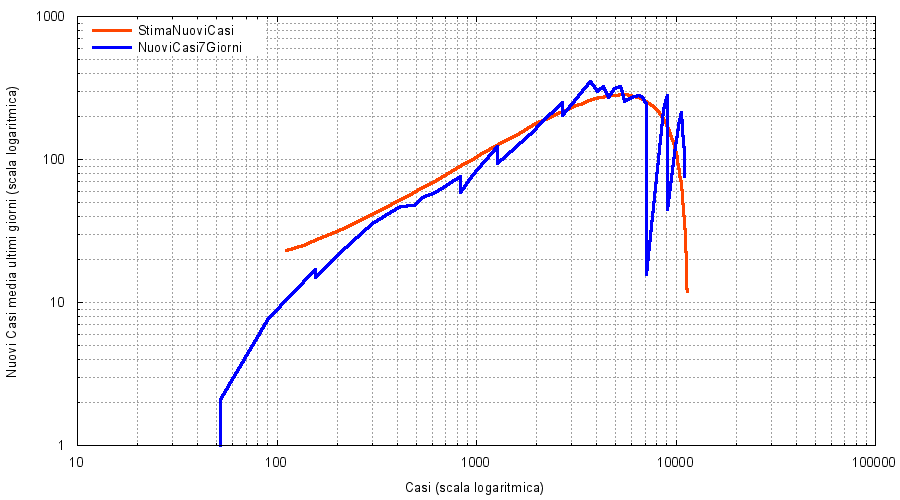 1000
StimaNuoviCasi
NuoviCasi7Giorni
100
10
1
Nuovi Casi media ultimi giorni (scala logaritmica)
10 100 1000 10000 100000
Casi (scala logaritmica)